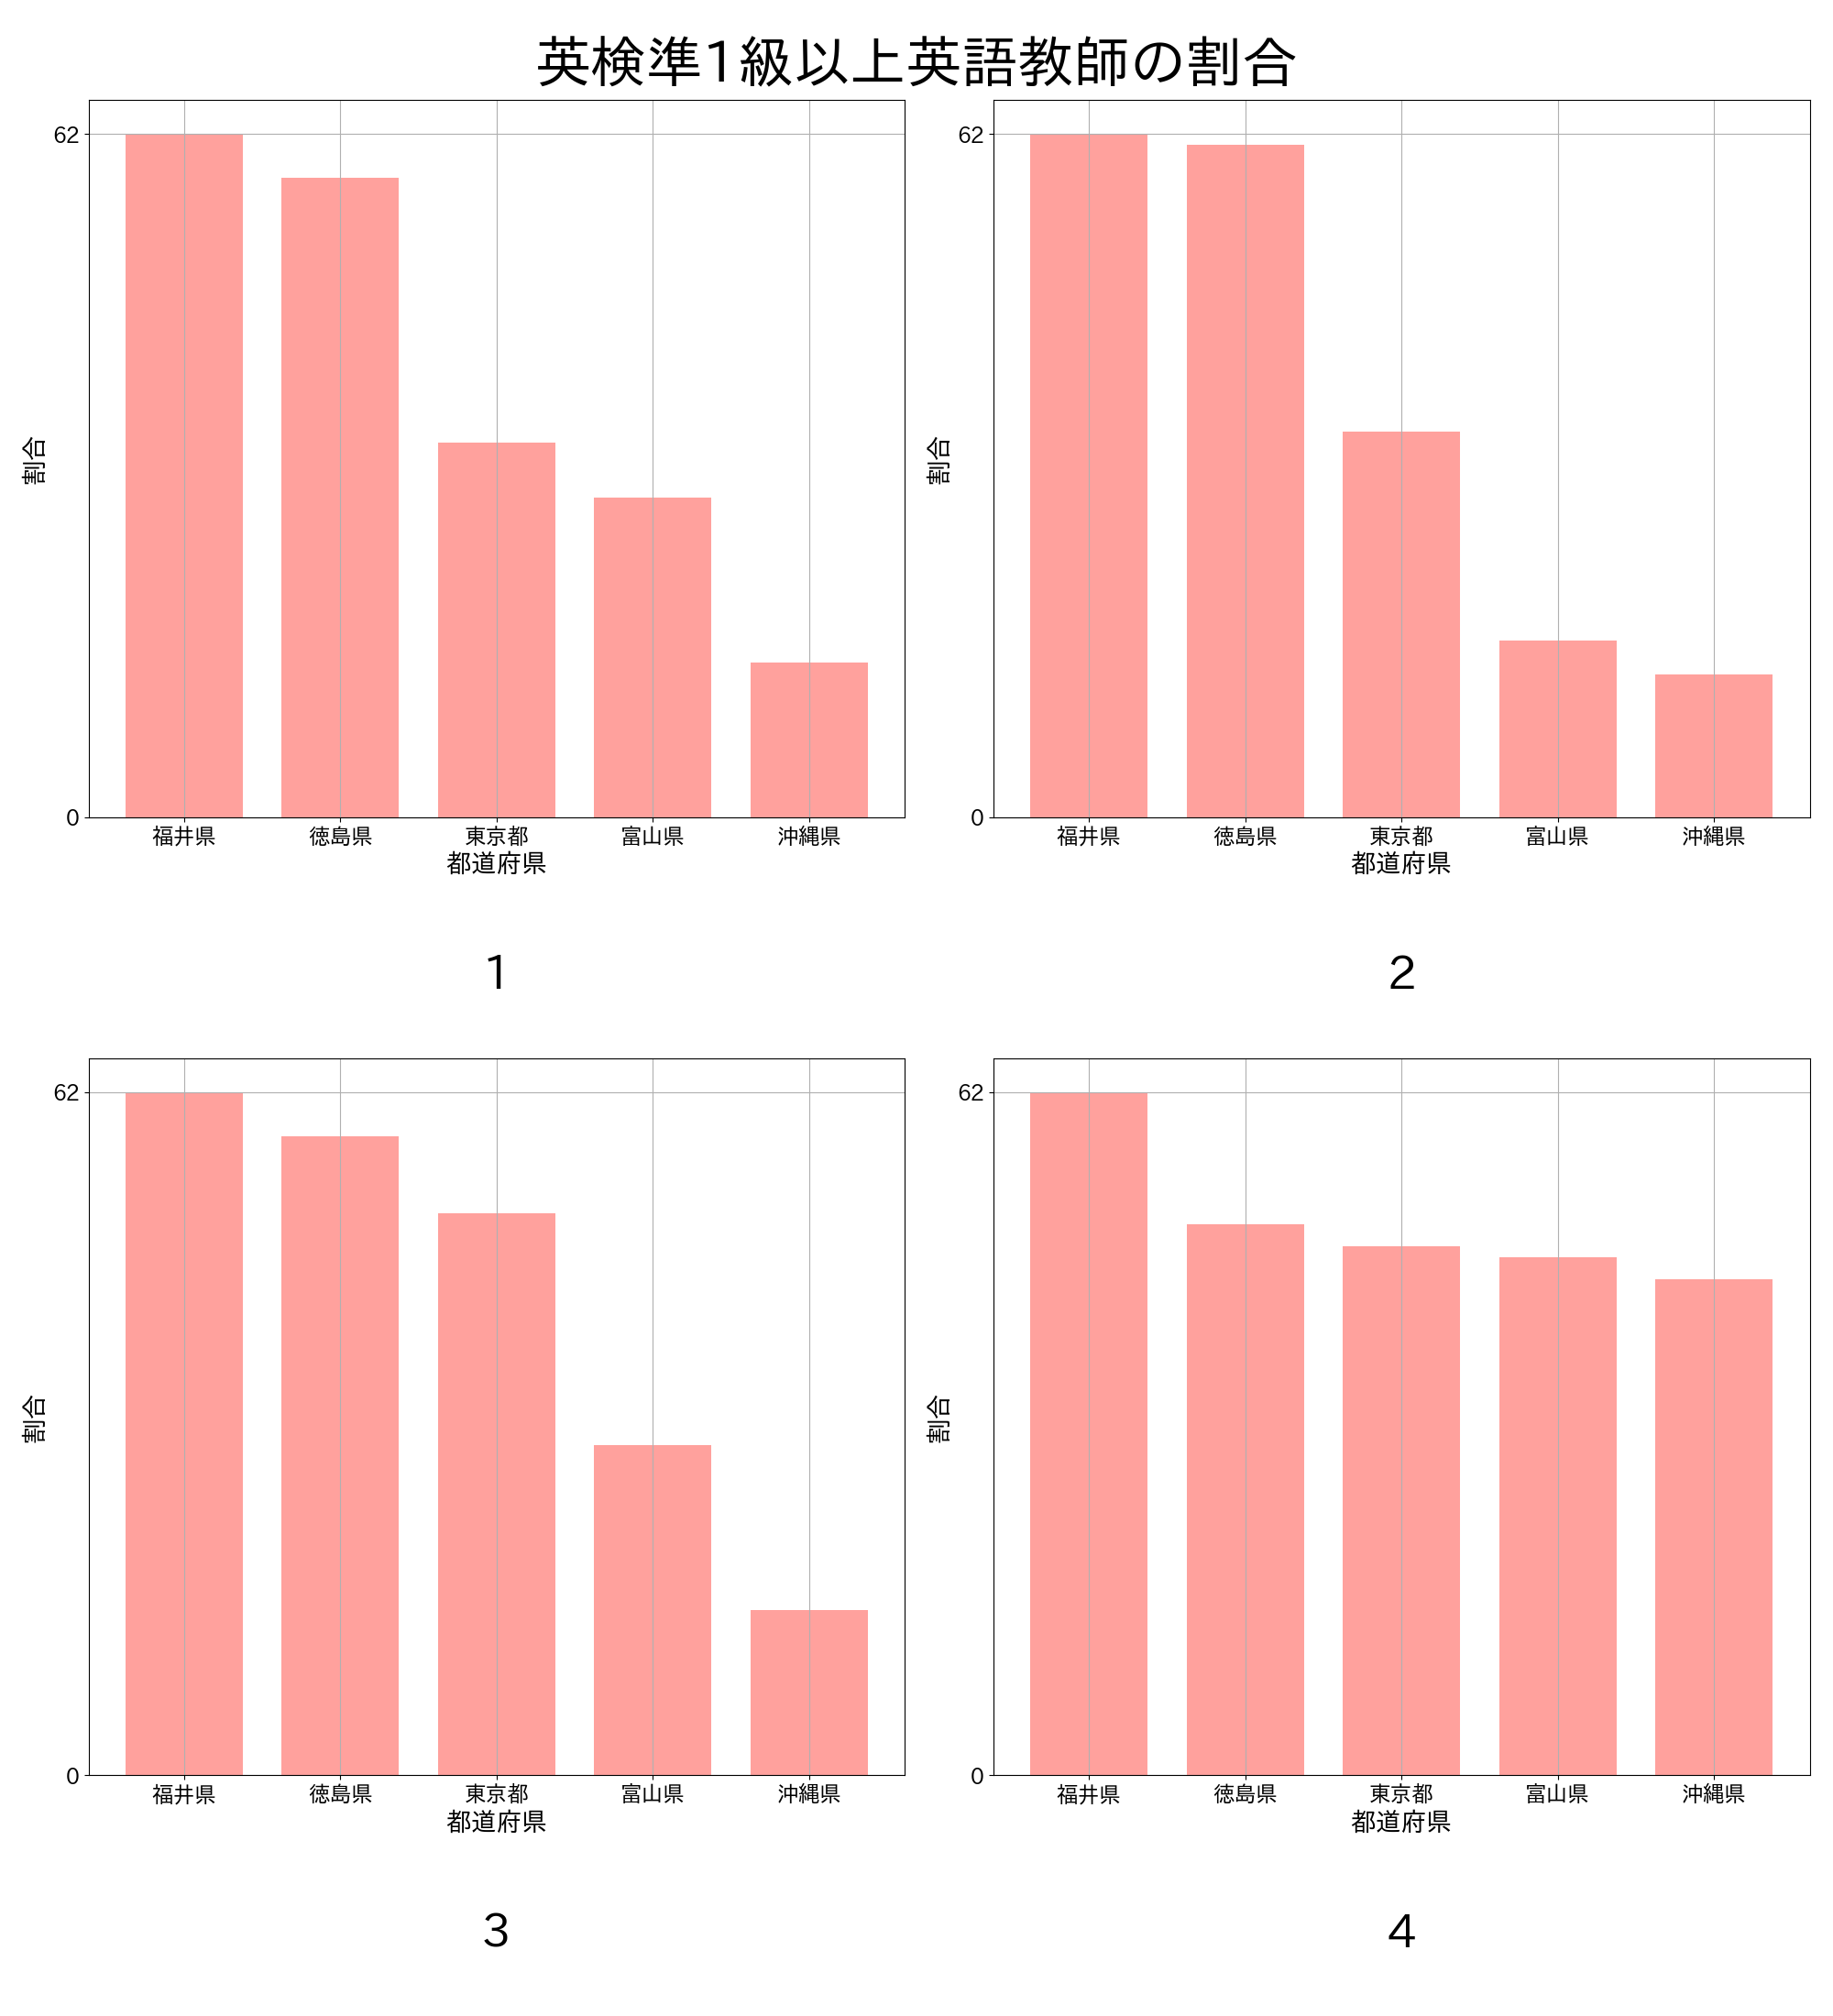 英検準1級以上英語教師の割合
62
0
割合
福井県 徳島県 東京都 富山県 沖縄県
都道府県
1
62
0
割合
福井県 徳島県 東京都 富山県 沖縄県
都道府県
2
62
0
割合
福井県 徳島県 東京都 富山県 沖縄県
都道府県
3
62
0
割合
福井県 徳島県 東京都 富山県 沖縄県
都道府県
4